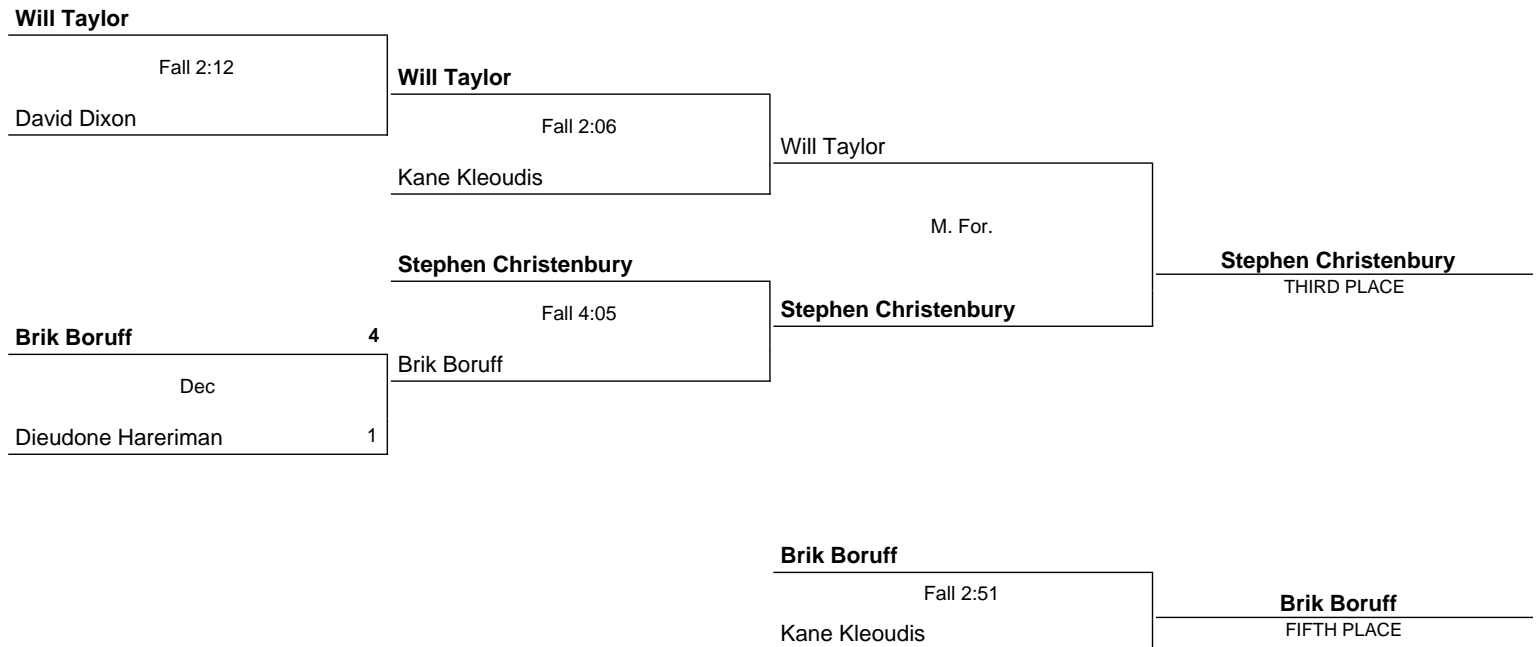 Will Taylor
Fall 2:12
David Dixon
Will Taylor
Fall 2:06
Kane Kleoudis
Will Taylor
M. For.
Stephen Christenbury
Fall 4:05
Stephen Christenbury
Brik Boruff 4
Brik Boruff
Dec
Dieudone Hareriman 1
Stephen Christenbury
THIRD PLACE
Brik Boruff
Fall 2:51
Kane Kleoudis
Brik Boruff
FIFTH PLACE